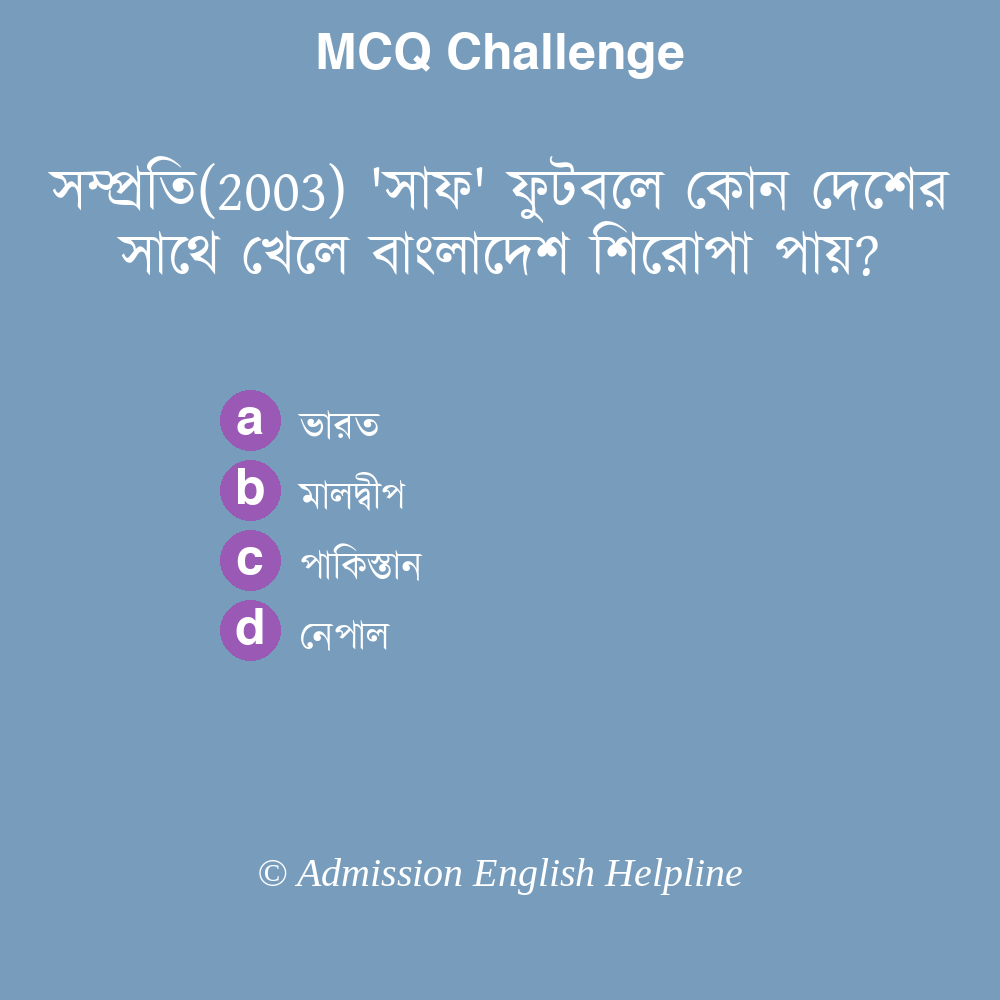 MCQ Challenge
সম্প্রতি(2003) 'সাফ' ফুটবলে কোন দেশের
সাথে খেলে বাংলাদেশ শিরোপা পায়?
a ভারত
b মালদ্বীপ
c পাকিস্তান
d নেপাল
© Admission English Helpline